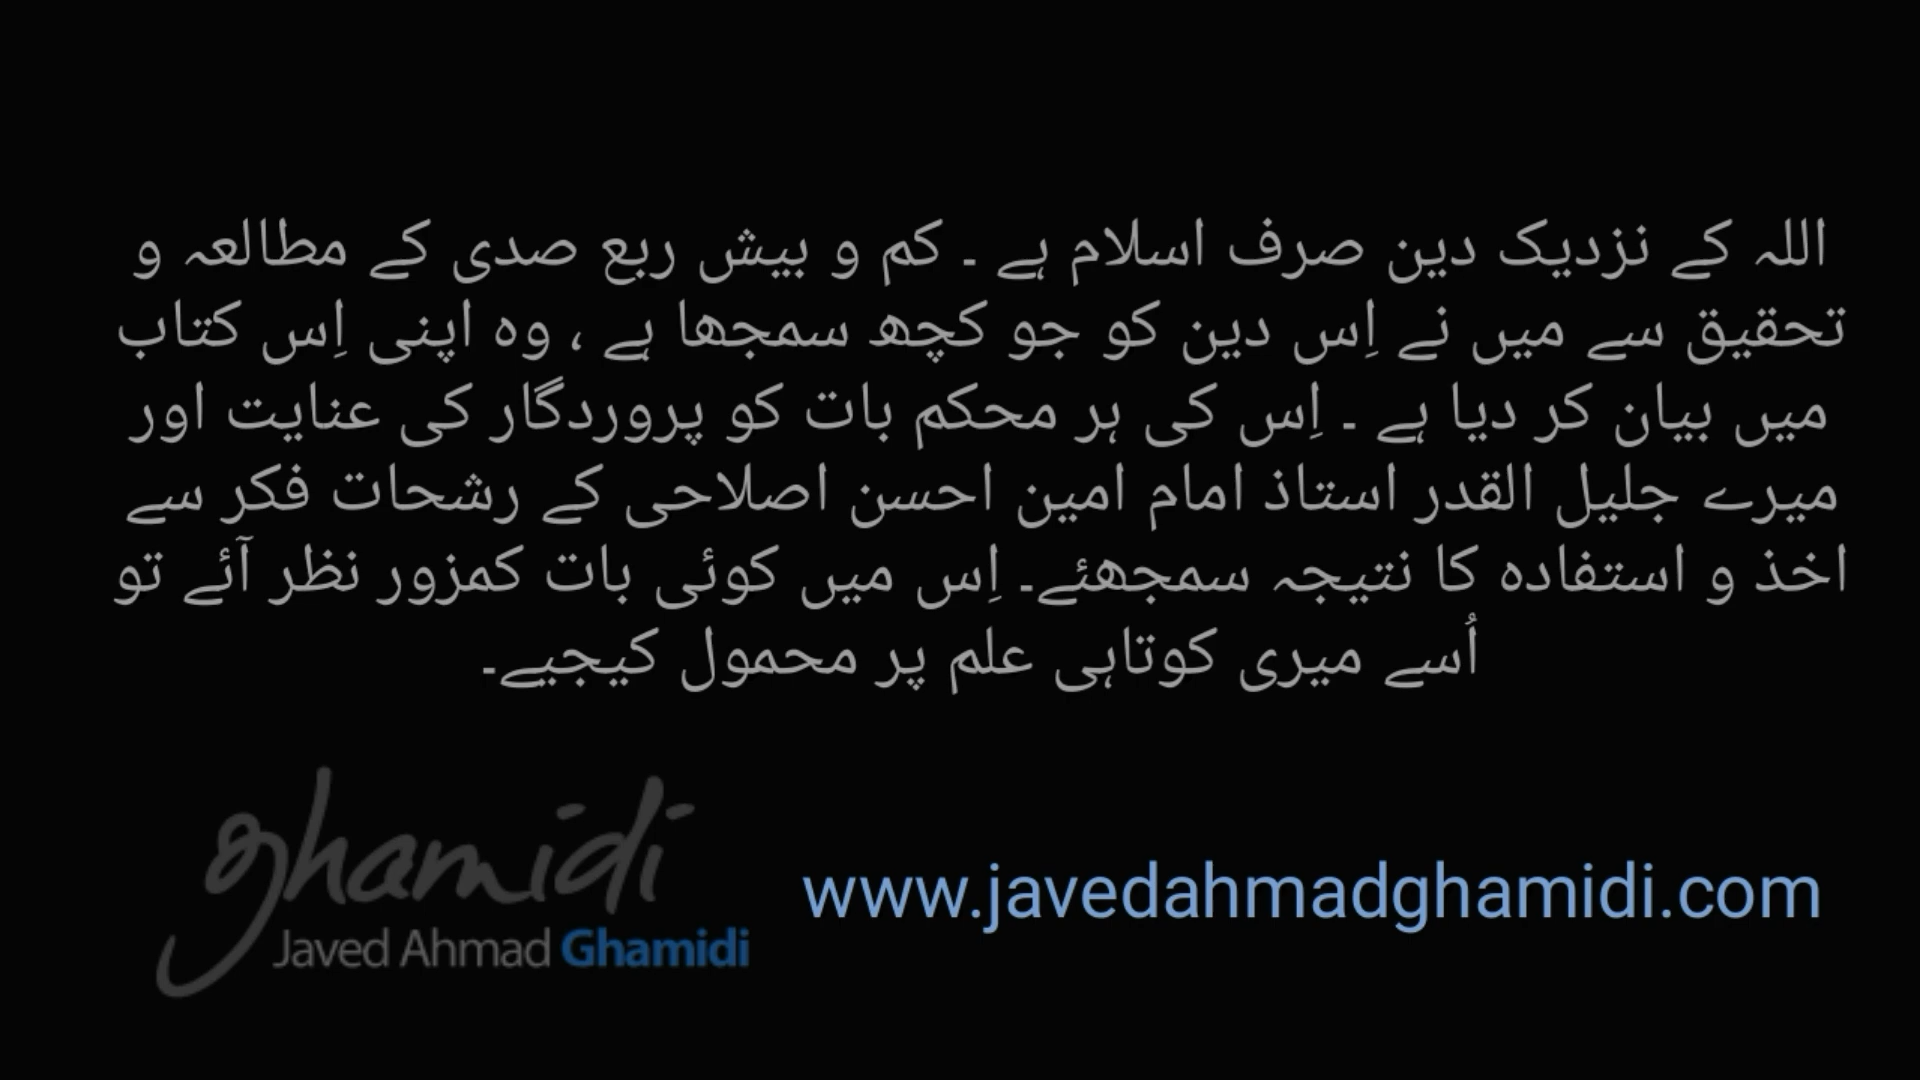 اللہ کے نزدیک دین صرف اسلام ہے ۔ کم و بیش ربع صدی کے مطالعہ و
تحقیق سے میں نے اِس دین کو جو کچھ سمجھا ہے ، وہ اپنی اِس کتاب
میں بیان کر دیا ہے ۔ اِس کی ہر محکم بات کو پروردگار کی عنایت اور
میرے جلیل القدر استاذ امام امین احسن اصلاحی کے رشحات فکر سے
اخذ و استفادہ کا نتیجہ سمجھئے۔ اِس میں کوئی بات کمزور نظر آئے تو
اُسے میری کوتاہی علم پر محمول کیجیے۔
ghamidi
Javed Ahmad Ghamidi
www.javedahmadghamidi.com